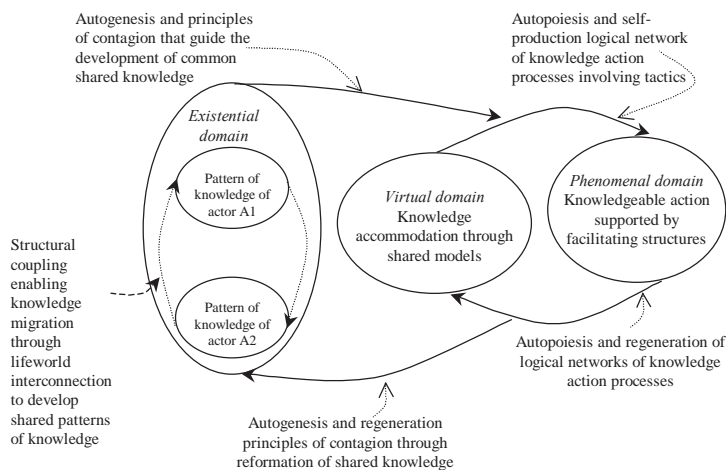 Autogenesis and principles
of contagion that guide the
development of common
shared knowledge
Autopoiesis and self-
production logical network
of knowledge action
processes involving tactics
Existential
domain
Pattern of
knowledge of
actor A1
Virtual domain
Knowledge
accommodation through
shared models
Phenomenal domain
Knowledgeable action
supported by
facilitating structures
Structural
coupling
enabling
knowledge
migration
through
lifeworld
interconnection
to develop
shared patterns
of knowledge
Pattern of
knowledge of
actor A2
Autopoiesis and regeneration of
logical networks of knowledge
action processes
Autogenesis and regeneration
principles of contagion through
reformation of shared knowledge